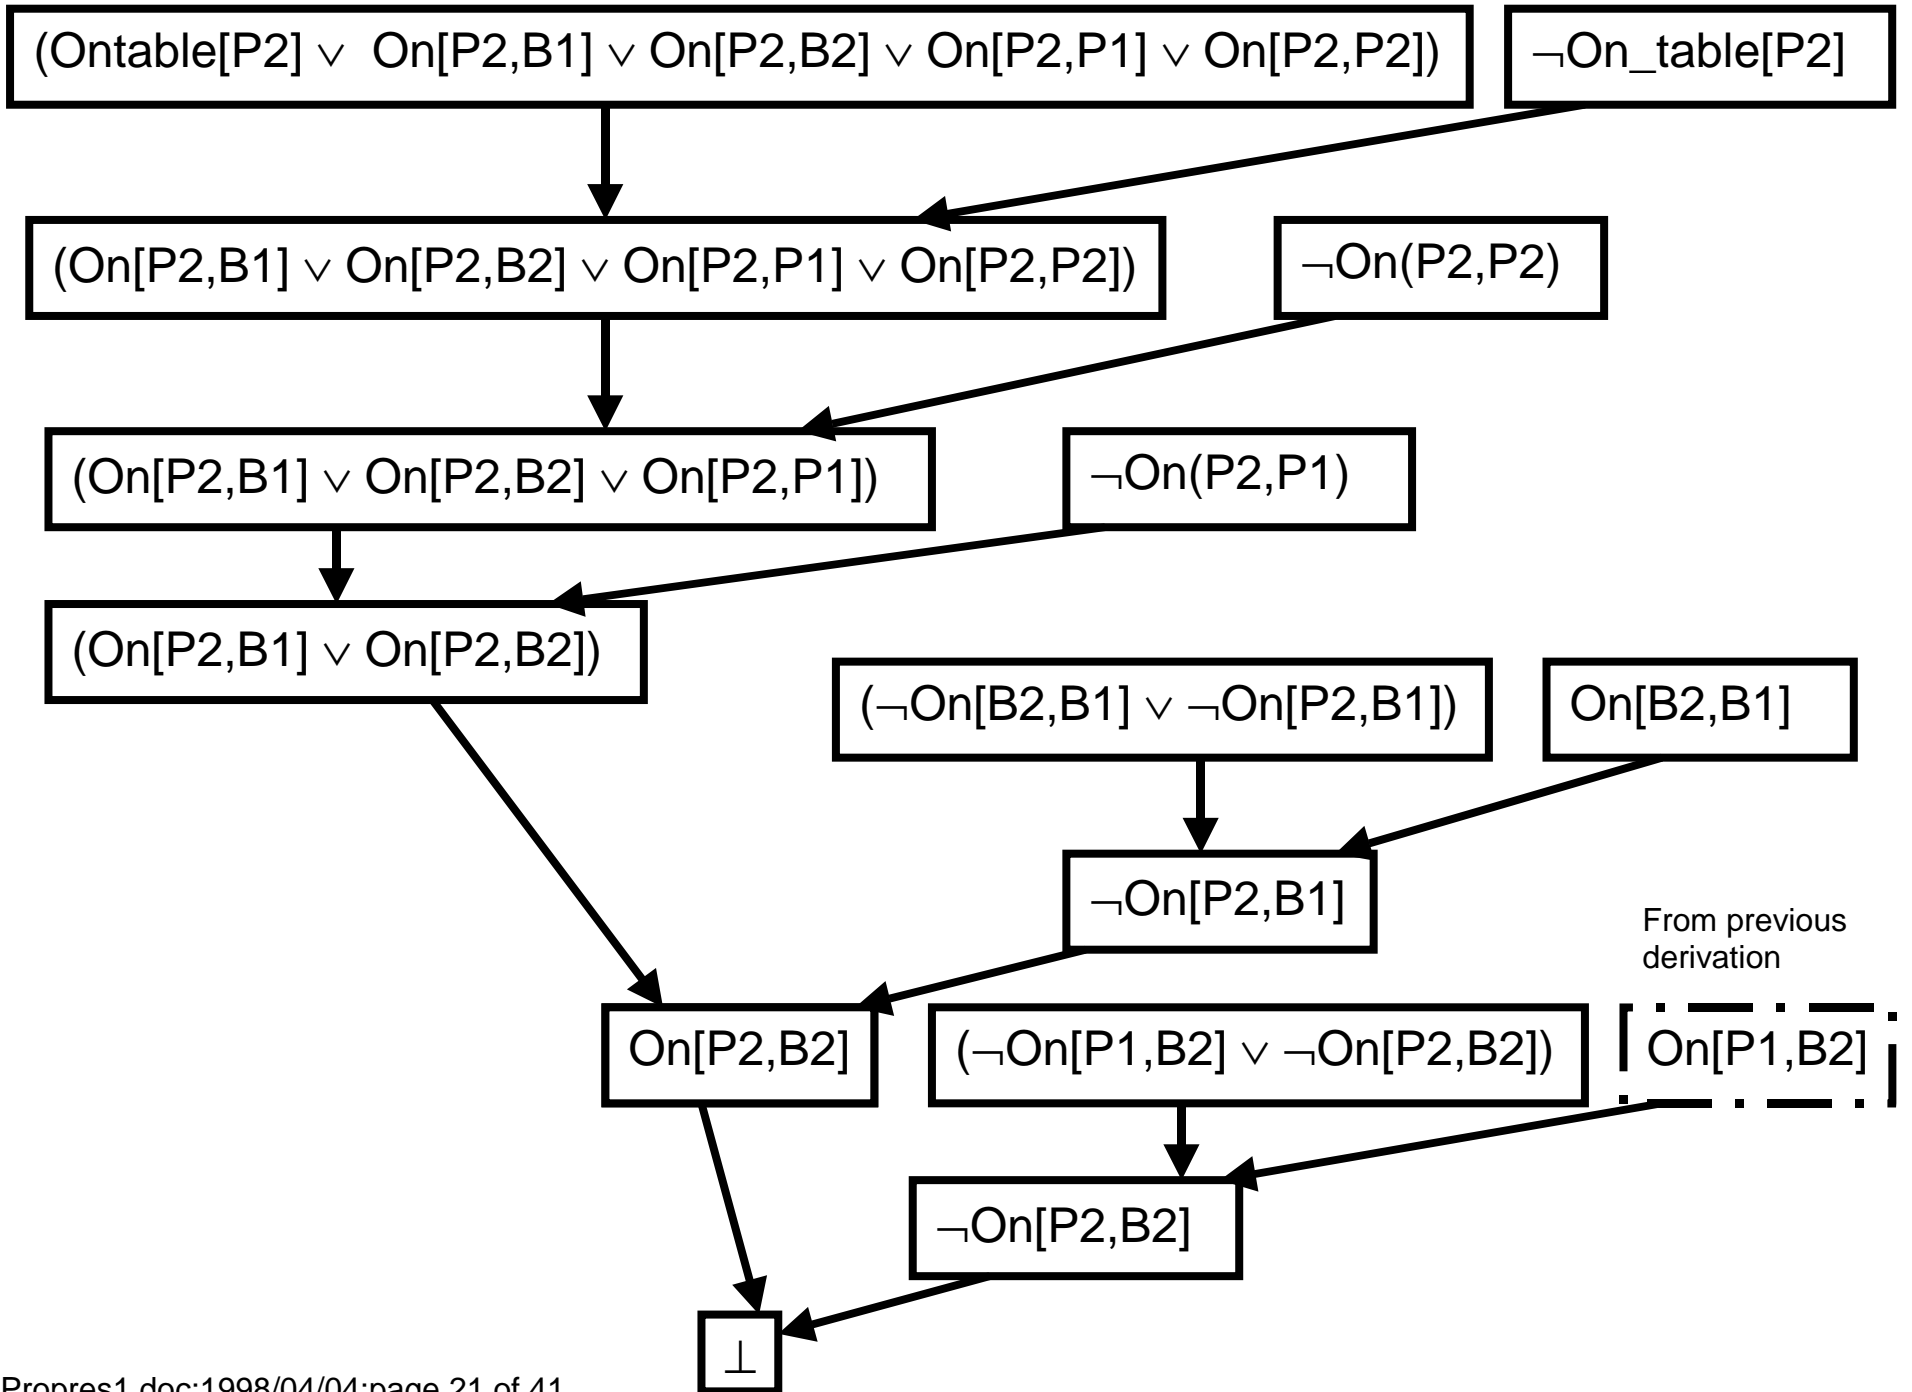 (Ontable[P2] ∨ On[P2,B1] ∨ On[P2,B2] ∨ On[P2,P1] ∨ On[P2,P2])
¬On_table[P2]
(On[P2,B1] ∨ On[P2,B2] ∨ On[P2,P1] ∨ On[P2,P2])
¬On(P2,P2)
(On[P2,B1] ∨ On[P2,B2] ∨ On[P2,P1])
¬On(P2,P1)
(On[P2,B1] ∨ On[P2,B2])
(¬On[B2,B1] ∨ ¬On[P2,B1])
On[B2,B1]
¬On[P2,B1]
From previous
derivation
On[P2,B2]
(¬On[P1,B2] ∨ ¬On[P2,B2])
On[P1,B2]
¬On[P2,B2]
⊥
Propres1.doc:1998/04/04:page 21 of 41